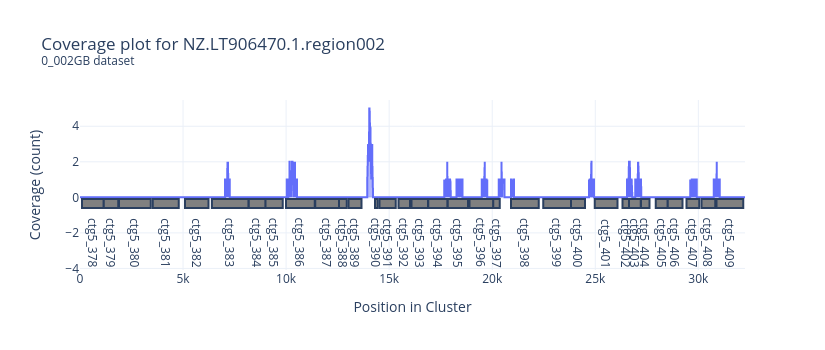 Coverage plot for NZ.LT906470.1.region002
0_002GB dataset
Coverage (count)
4
2
0
−2
−4
ctg5_378
ctg5_379
ctg5_380
ctg5_381
ctg5_382
ctg5_383
ctg5_384
ctg5_385
ctg5_386
ctg5_387
ctg5_388
ctg5_389
ctg5_390
ctg5_391
ctg5_392
ctg5_393
ctg5_394
ctg5_395
ctg5_396
ctg5_397
ctg5_398
ctg5_399
ctg5_400
ctg5_401
ctg5_402
ctg5_403
ctg5_404
ctg5_405
ctg5_406
ctg5_407
ctg5_408
ctg5_409
0 5k 10k 15k 20k 25k 30k
Position in Cluster